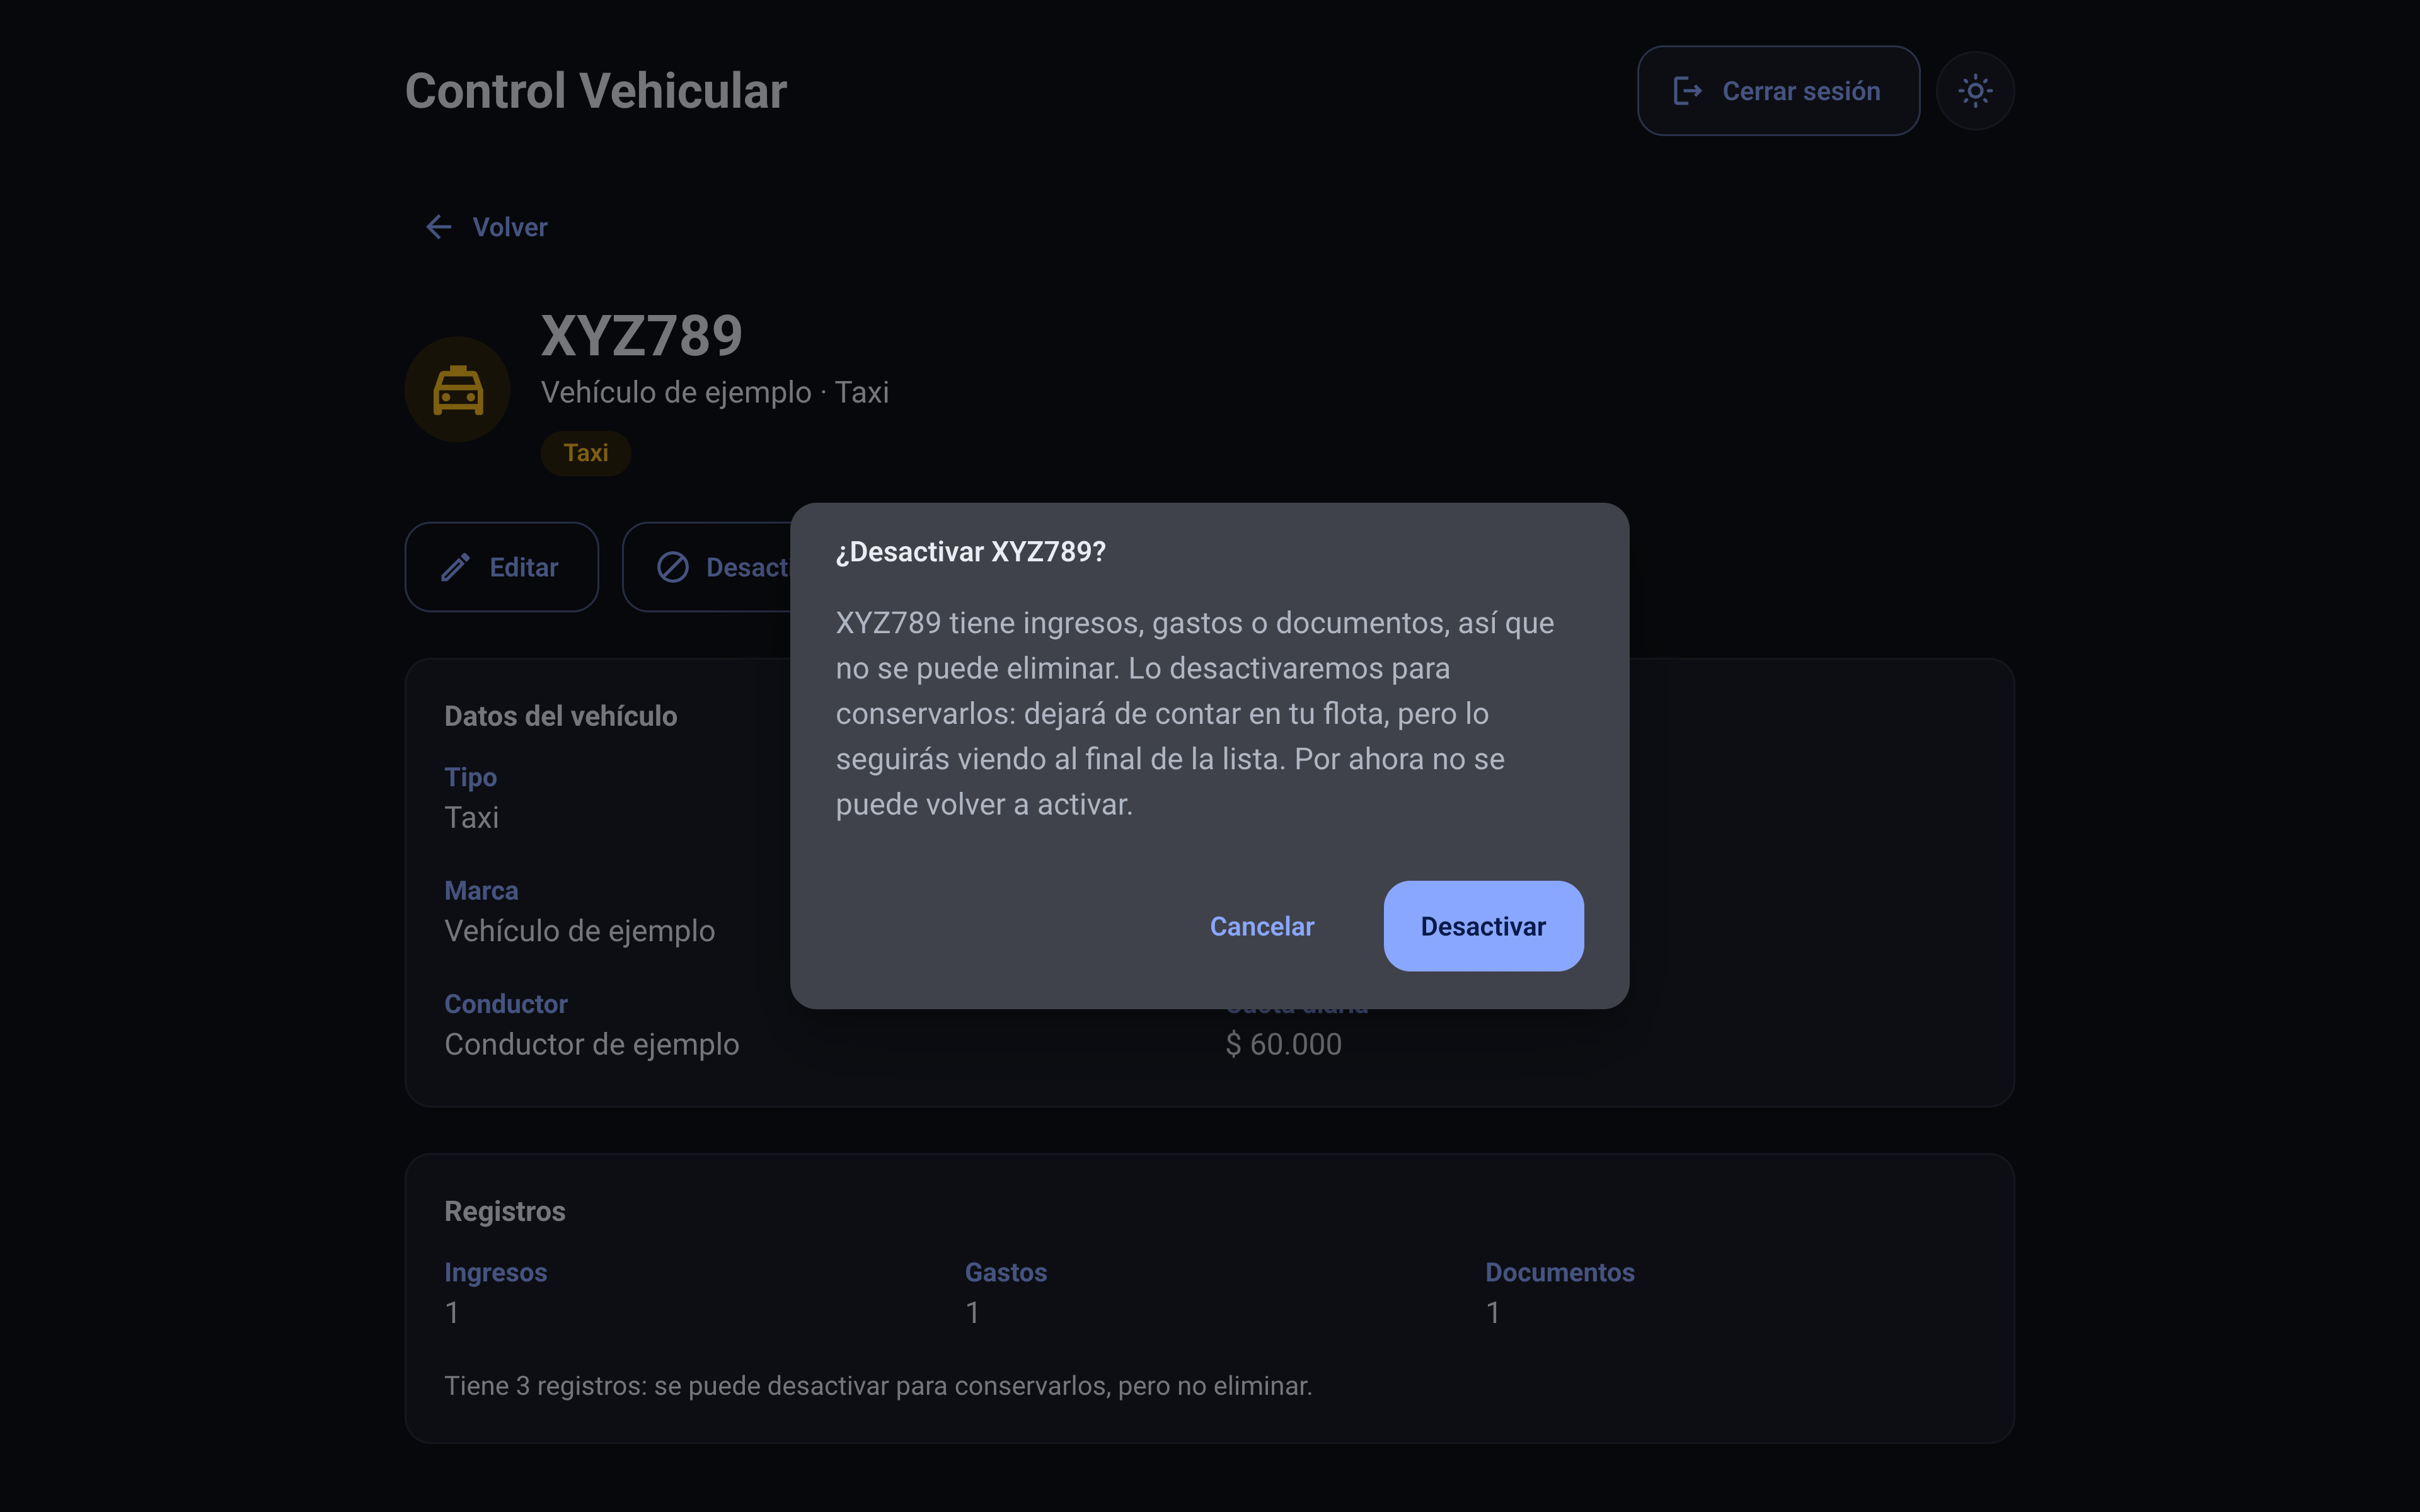 Control Vehicular
Cerrar sesión
Volver
XYZ789
Vehículo de ejemplo · Taxi
Taxi
Editar
¿Desactivar XYZ789?
XYZ789 tiene ingresos, gastos o documentos, así que
no se puede eliminar. Lo desactivaremos para
conservarlos: dejará de contar en tu flota, pero lo
seguirás viendo al final de la lista. Por ahora no se
puede volver a activar.
Cancelar
Desactivar
Datos del vehículo
Tipo
Taxi
Marca
Vehículo de ejemplo
Conductor
Conductor de ejemplo
$ 60.000
Registros
Ingresos
1
Gastos
1
Documentos
1
Tiene 3 registros: se puede desactivar para conservarlos, pero no eliminar.